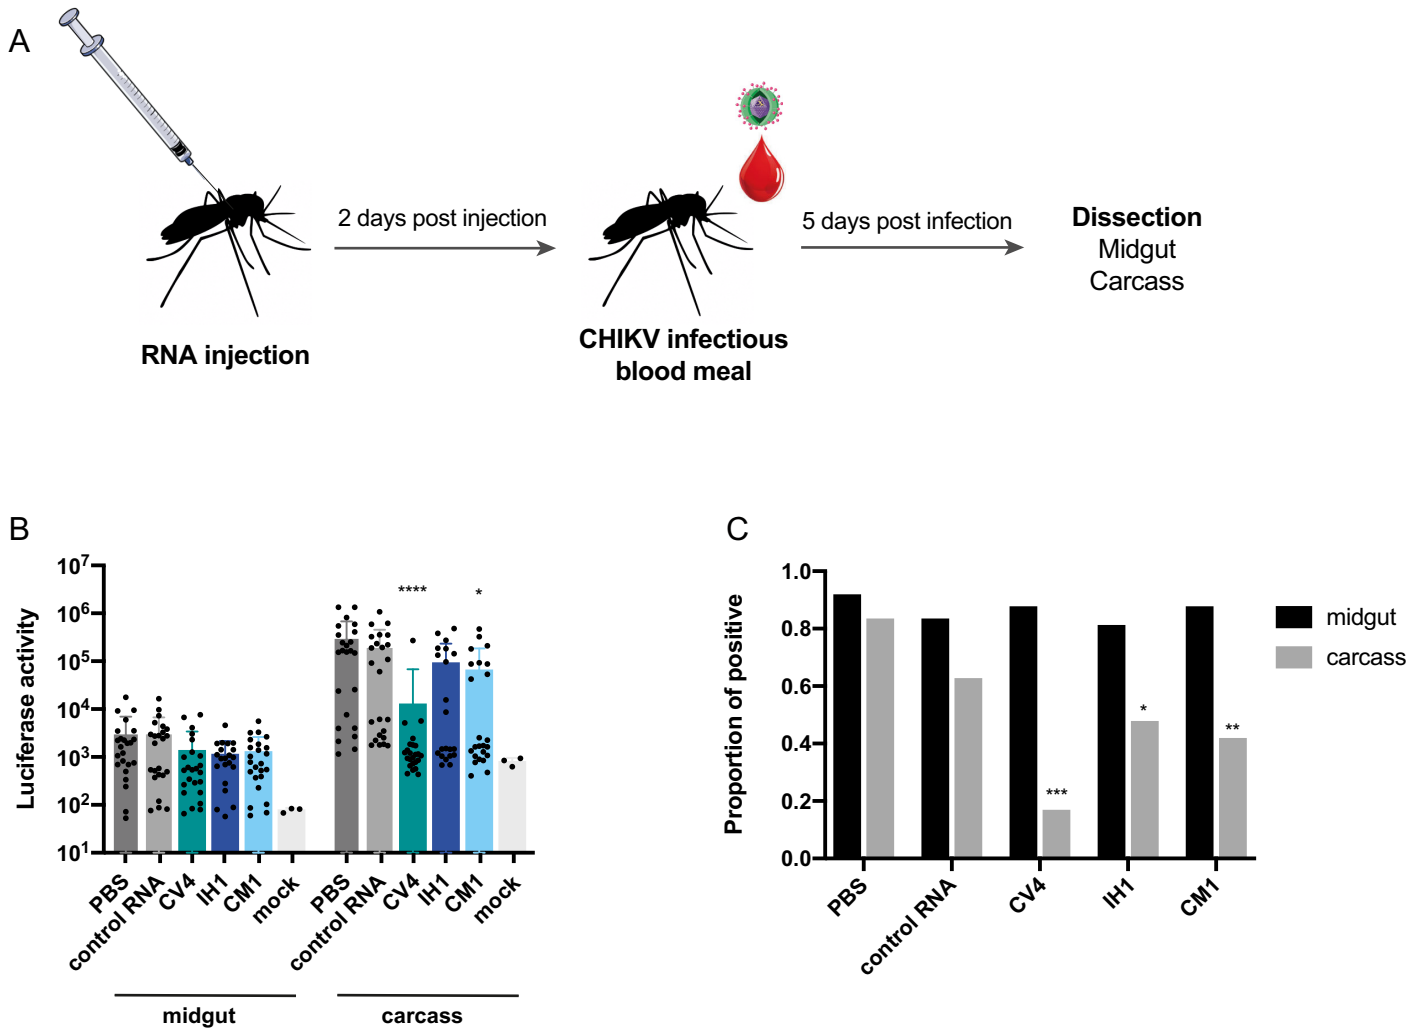 A
2 days post injection
5 days post infection
Dissection
Midgut
Carcass
RNA injection
CHIKV infectious
blood meal
B
Luciferase activity
10^7
10^6
10^5
10^4
10^3
10^2
10^1
****
*
PBS
control RNA
CV4
IH1
CM1
mock
PBS
control RNA
CV4
IH1
CM1
mock
midgut
carcass
C
Proportion of positive
1.0
0.8
0.6
0.4
0.2
0.0
***
*
**
PBS
control RNA
CV4
IH1
CM1
midgut
carcass